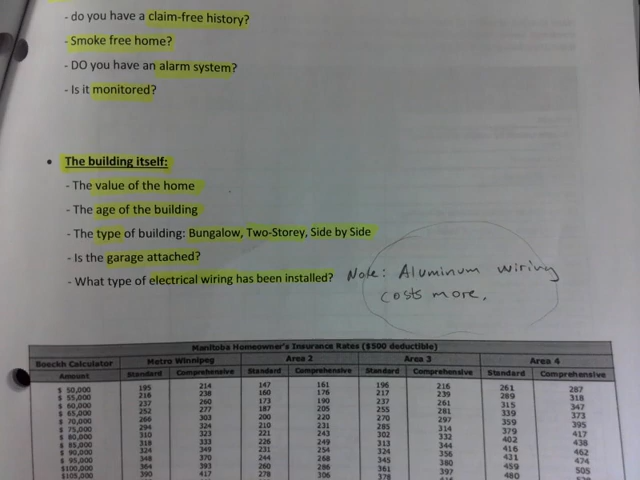 - do you have a claim-free history?
- Smoke free home?
- DO you have an alarm system?
- Is it monitored?
• The building itself:
- The value of the home
- The age of the building
- The type of building: Bungalow, Two-Storey, Side by Side
- Is the garage attached?
- What type of electrical wiring has been installed?
Note: Aluminum wiring
costs more.
Manitoba Homeowner's Insurance Rates ($500 deductible)
Boeckh Calculator Metro Winnipeg Area 2 Area 3 Area 4
Amount Standard Comprehensive Standard Comprehensive Standard Comprehensive Standard Comprehensive
$ 50,000 195 214 147 161 196 216 261 287
$ 55,000 216 238 160 176 217 239 289 318
$ 60,000 237 260 173 190 237 261 315 347
$ 65,000 252 277 187 205 255 281 339 373
$ 70,000 266 303 200 220 270 297 359 395
$ 75,000 294 324 210 231 285 314 379 417
$ 80,000 310 323 221 243 302 332 402 438
$ 85,000 318 333 226 249 313 344 416 462
$ 90,000 324 349 231 254 324 356 431 474
$ 95,000 348 370 244 268 345 380 459 505
$100,000 364 393 260 286 361 397 480
$105,000 390 417 278 306 378